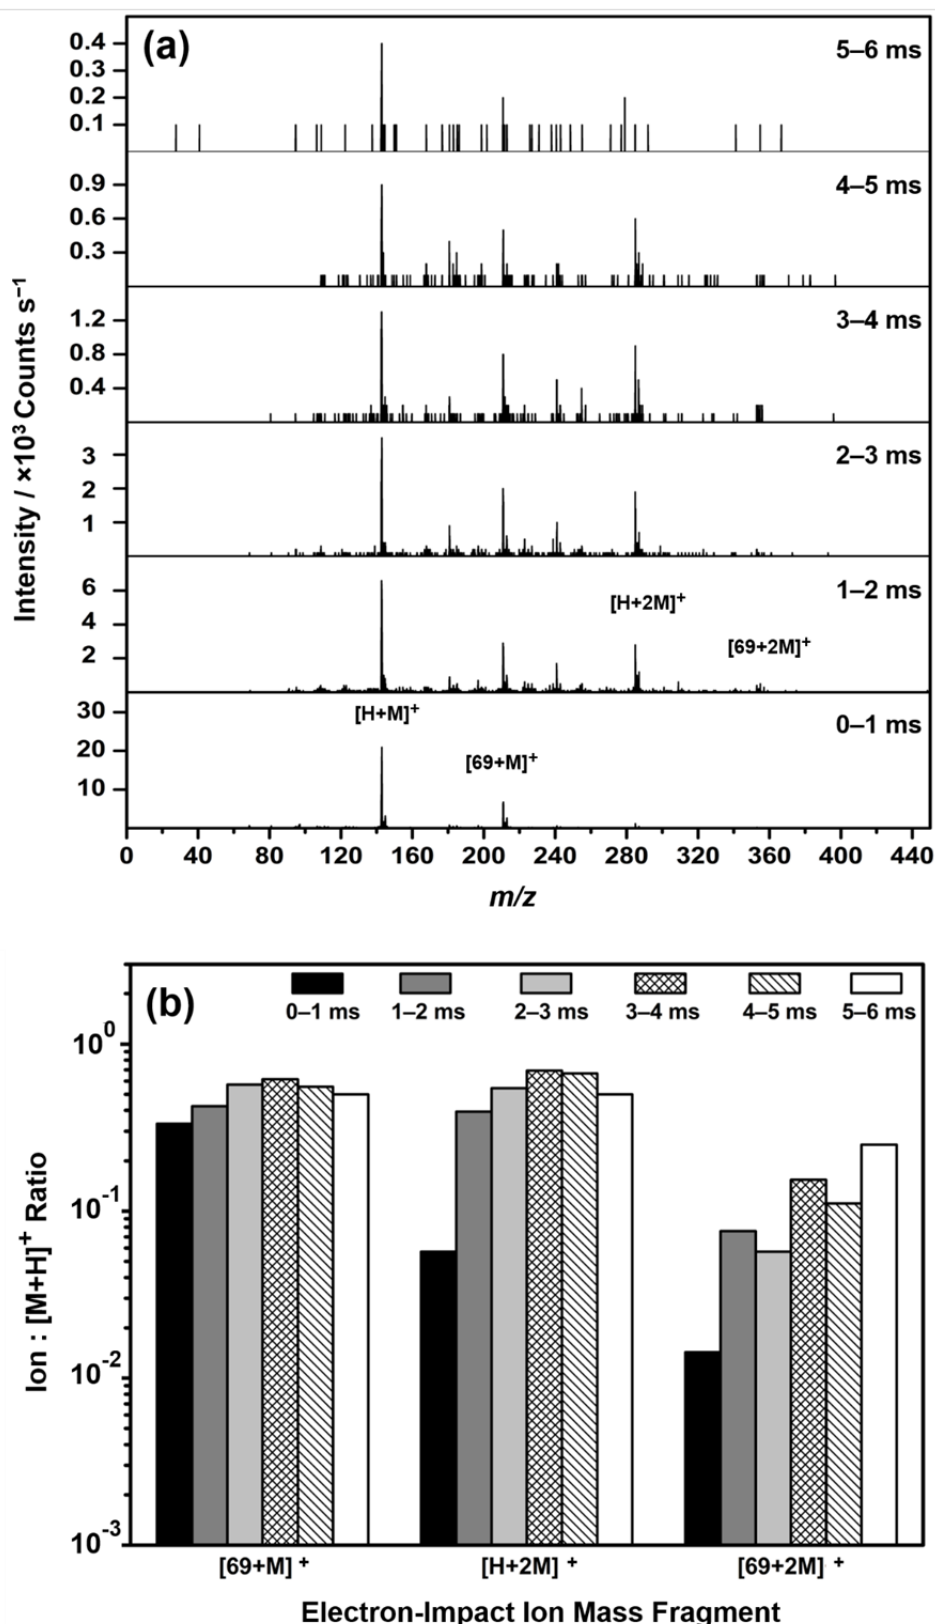 (a)
5–6 ms
0.4
0.3
0.2
0.1
4–5 ms
0.9
0.6
0.3
3–4 ms
1.2
0.8
0.4
2–3 ms
3
2
1
1–2 ms
6
4
2
[H+2M]⁺
[69+2M]⁺
0–1 ms
30
20
10
[H+M]⁺
[69+M]⁺
Intensity / ×10³ Counts s⁻¹
0 40 80 120 160 200 240 280 320 360 400 440
m/z
(b)
0–1 ms 1–2 ms 2–3 ms 3–4 ms 4–5 ms 5–6 ms
10⁰
10⁻¹
10⁻²
10⁻³
Ion : [M+H]⁺ Ratio
[69+M] ⁺ [H+2M] ⁺ [69+2M] ⁺
Electron-Impact Ion Mass Fragment